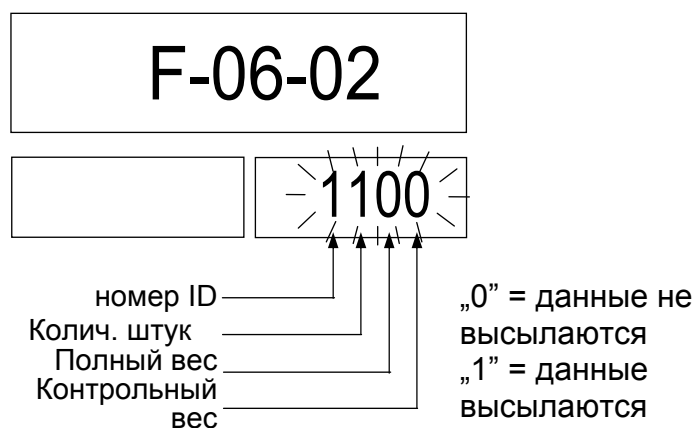 F-06-02
1100
номер ID
Колич. штук
Полный вес
Контрольный
вес
„0” = данные не
высылаются
„1” = данные
высылаются